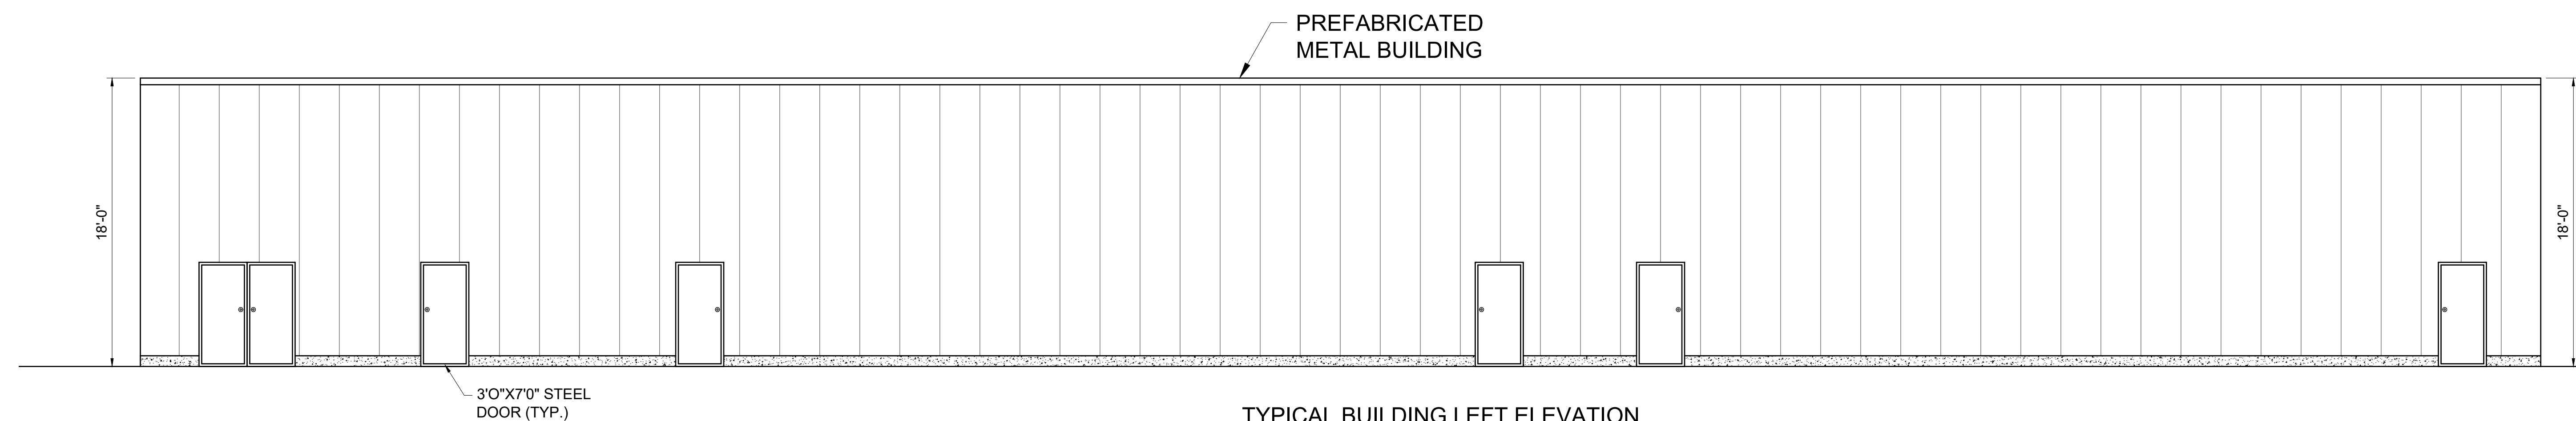 PREFABRICATED
METAL BUILDING
18'-0"
18'-0"
3'O"X7'0" STEEL
DOOR (TYP.)
TYPICAL BUILDING LEFT ELEVATION